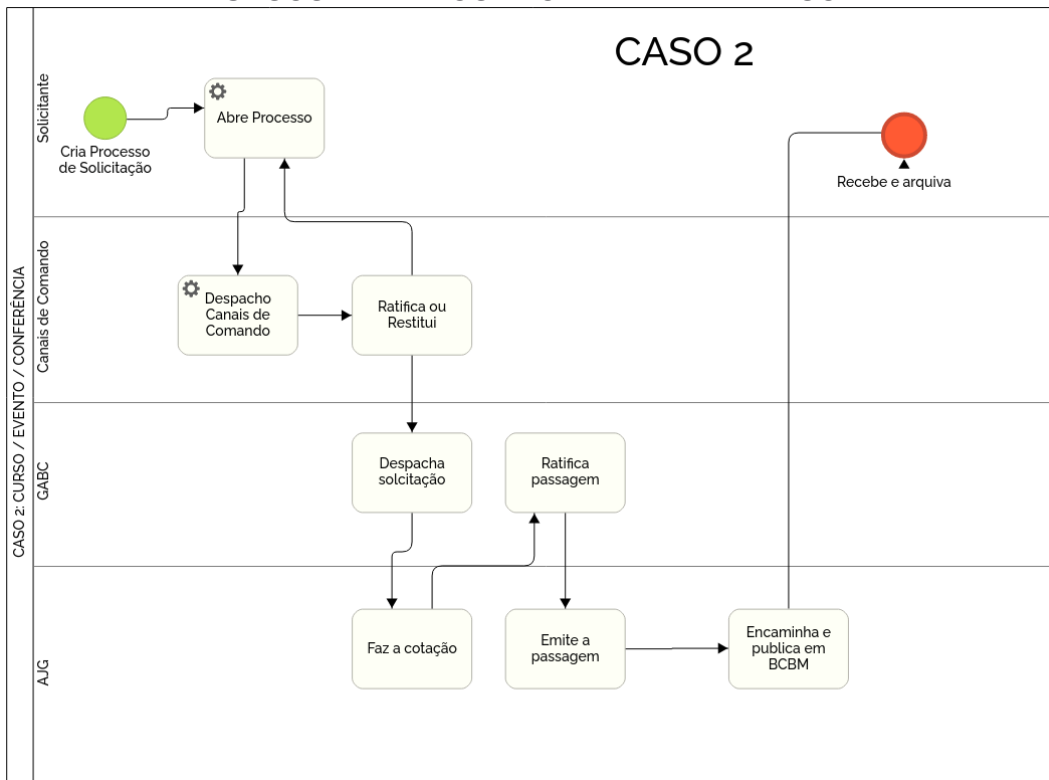 CASO 2
CASO 2: CURSO / EVENTO / CONFERÊNCIA
Solicitante
Cria Processo
de Solicitação
Abre Processo
Recebe e arquiva
Canais de Comando
Despacho
Canais de
Comando
Ratifica ou
Restitui
GABC
Despacha
solcitação
Ratifica
passagem
AJG
Faz a cotação
Emite a
passagem
Encaminha e
publica em
BCBM